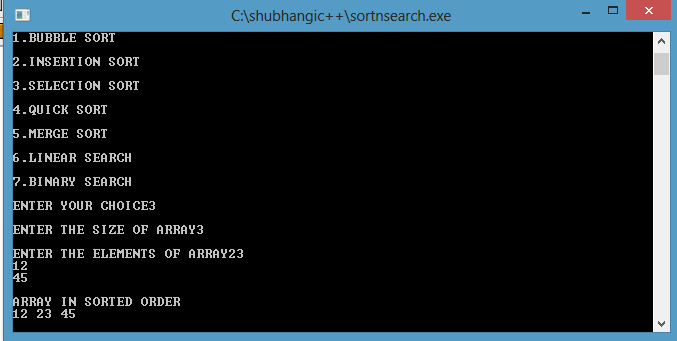 C:\shubhangic++\sortnsearch.exe
1.BUBBLE SORT
2.INSERTION SORT
3.SELECTION SORT
4.QUICK SORT
5.MERGE SORT
6.LINEAR SEARCH
7.BINARY SEARCH
ENTER YOUR CHOICE3
ENTER THE SIZE OF ARRAY3
ENTER THE ELEMENTS OF ARRAY23
12
45
ARRAY IN SORTED ORDER
12 23 45